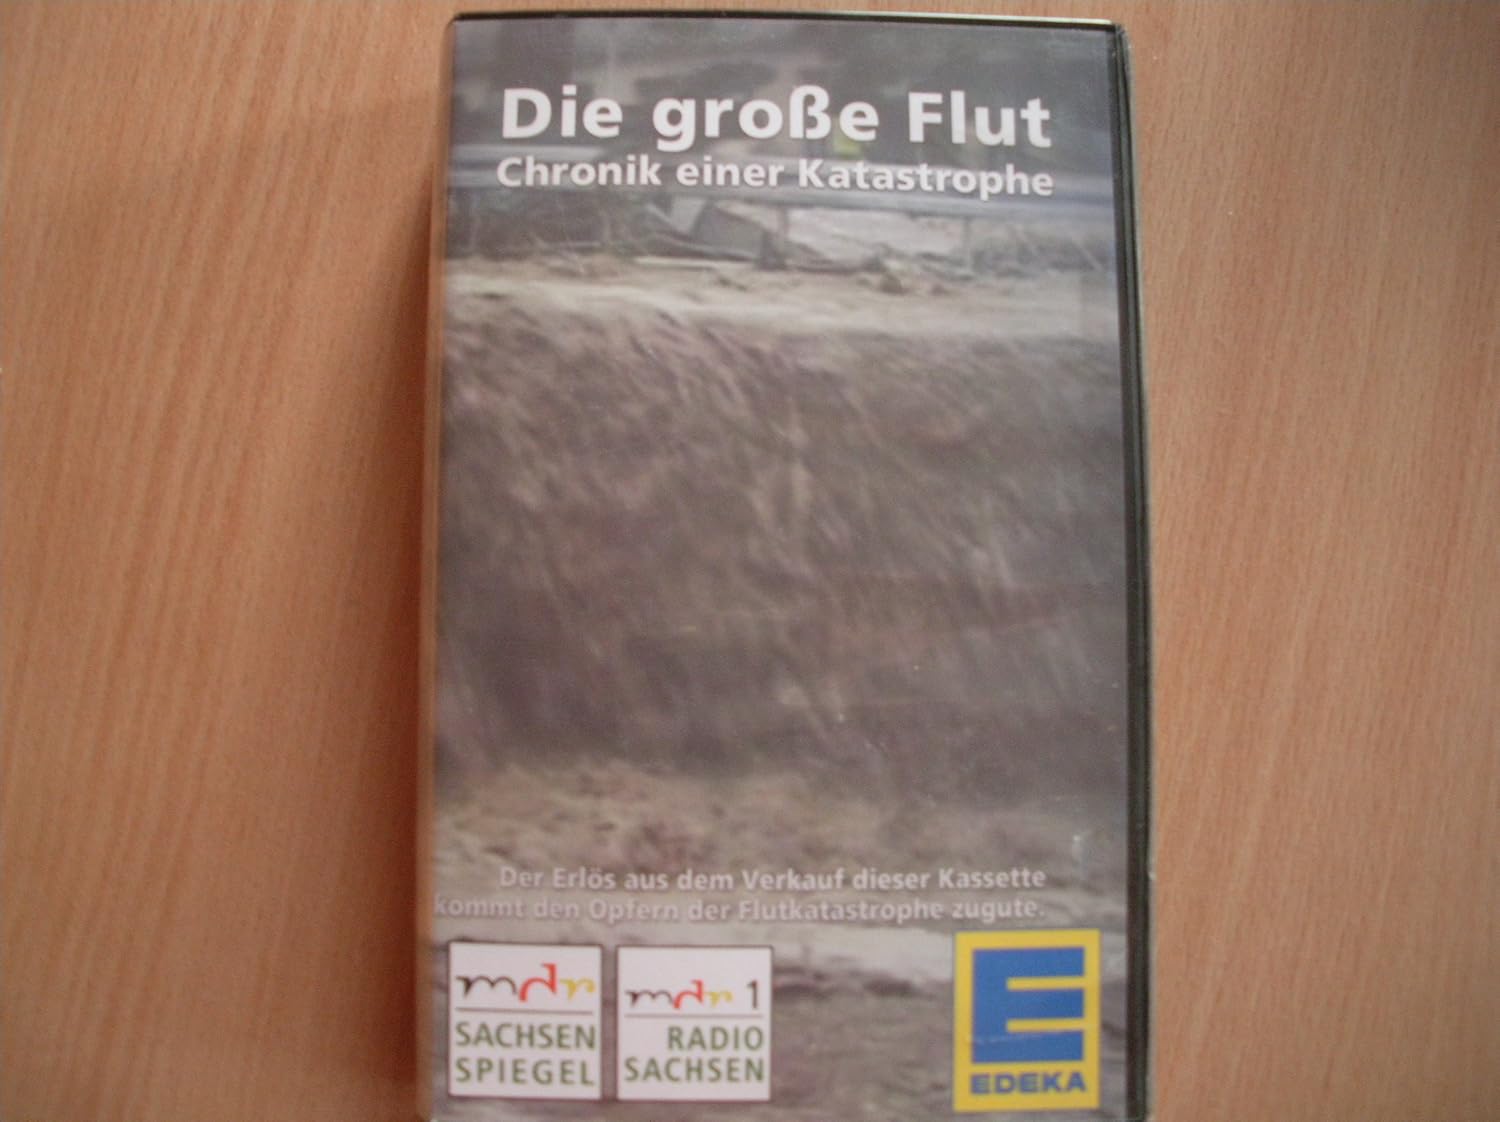 Die große Flut
Chronik einer Katastrophe
Der Erlös aus dem Verkauf dieser Kassette
kommt den Opfern der Flutkatastrophe zugute.
mdr
SACHSEN
SPIEGEL
mdr 1
RADIO
SACHSEN
E
EDEKA